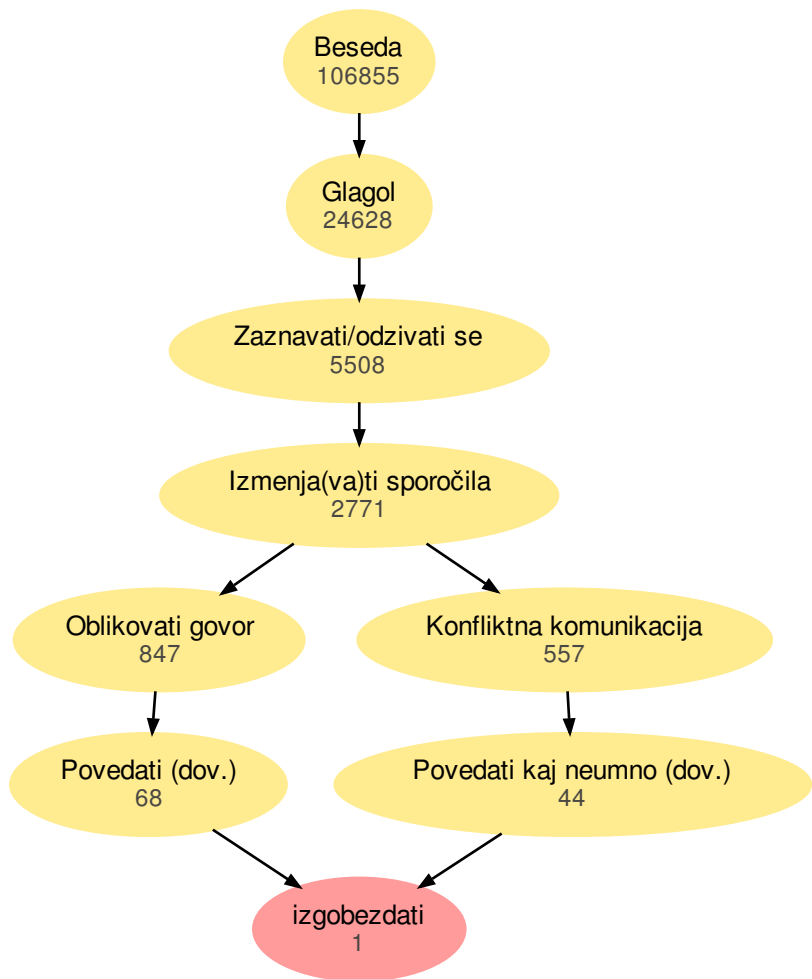 Beseda
106855
Glagol
24628
Zaznavati/odzivati se
5508
Izmenja(va)ti sporočila
2771
Oblikovati govor
847
Konfliktna komunikacija
557
Povedati (dov.)
68
Povedati kaj neumno (dov.)
44
izgobezdati
1